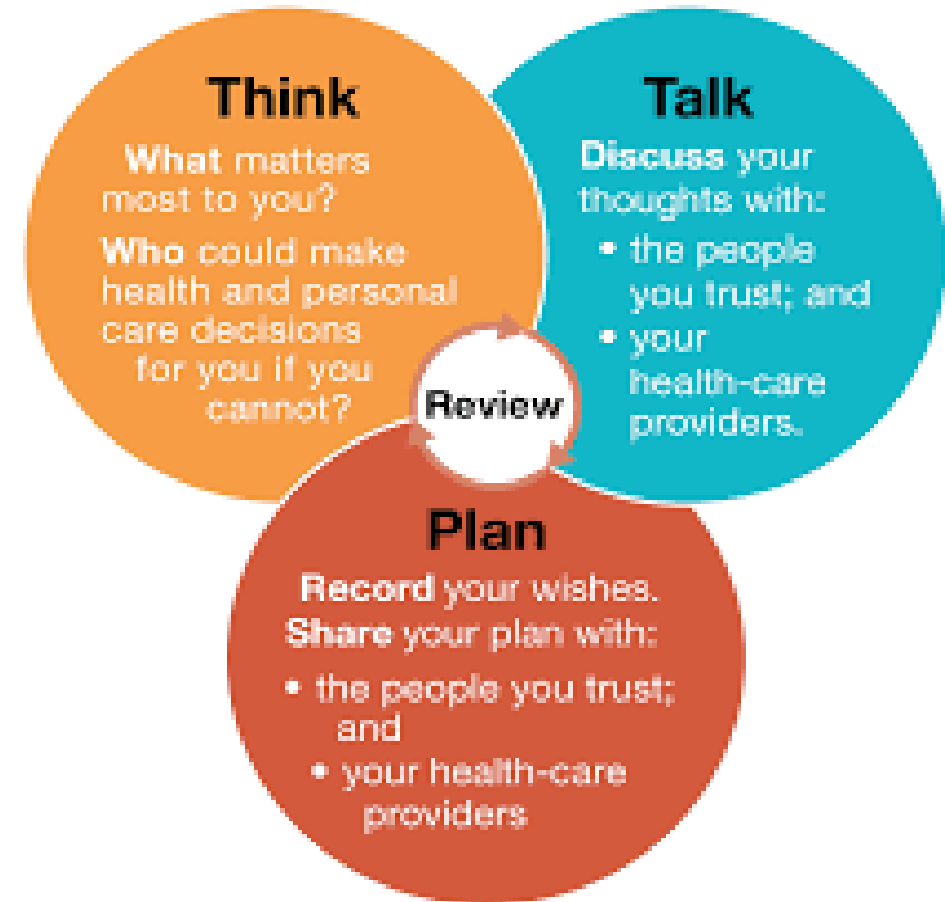 Think
What matters
most to you?
Who could make
health and personal
care decisions
for you if you
cannot?
Talk
Discuss your
thoughts with:
• the people
you trust; and
• your
health-care
providers.
Review
Plan
Record your wishes.
Share your plan with:
• the people you trust;
and
• your health-care
providers